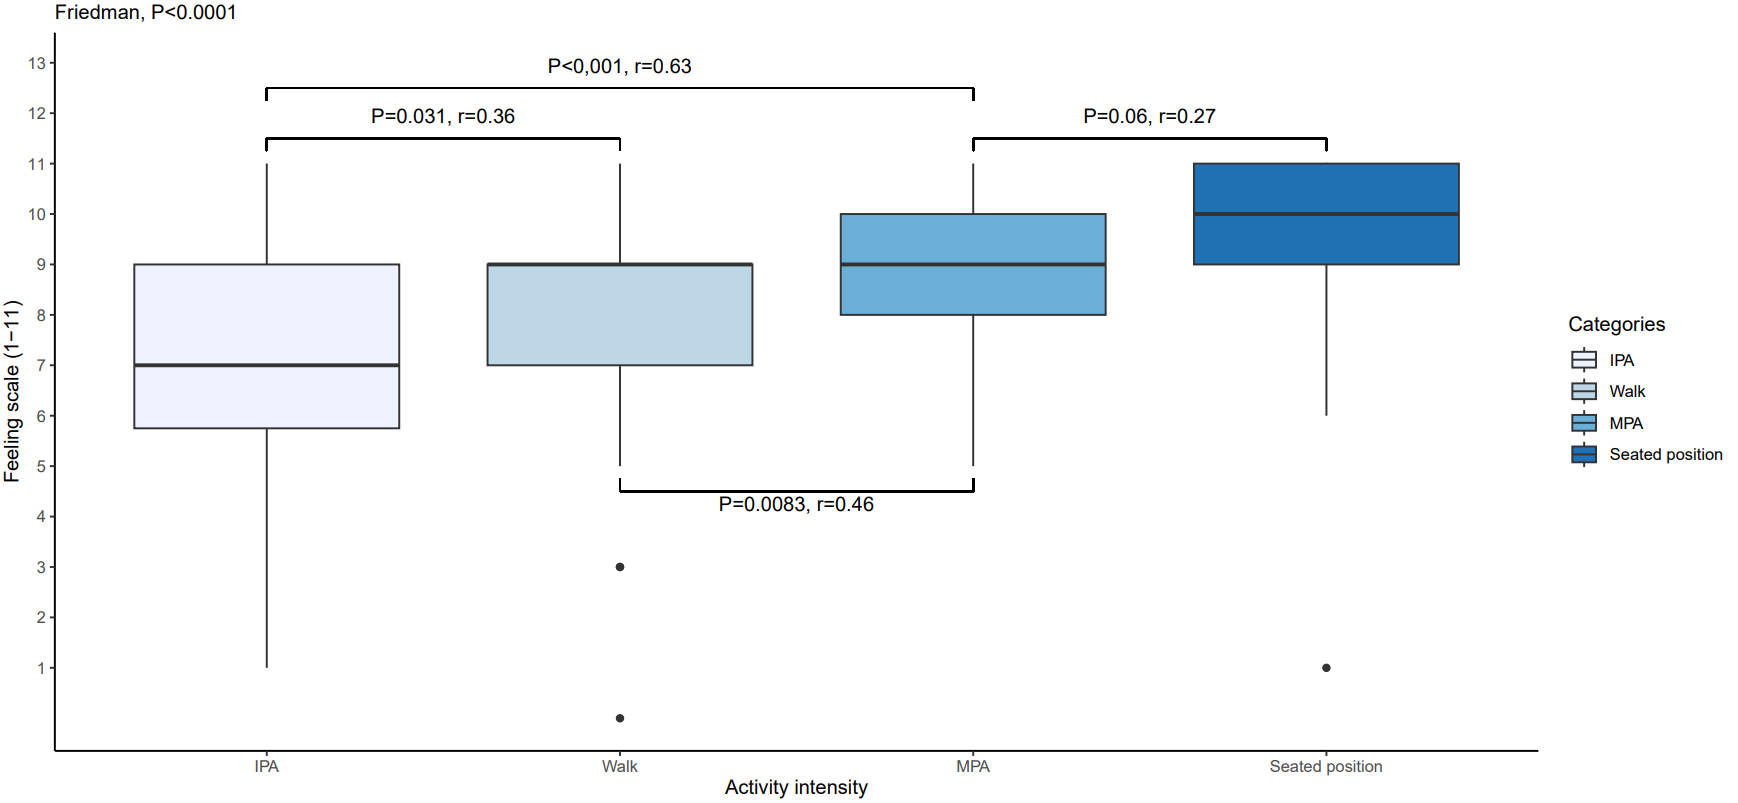 Friedman, P<0.0001
P<0,001, r=0.63
P=0.031, r=0.36
P=0.06, r=0.27
P=0.0083, r=0.46
13
12
11
10
9
8
7
6
5
4
3
2
1
Feeling scale (1−11)
IPA
Walk
MPA
Seated position
Activity intensity
Categories
IPA
Walk
MPA
Seated position